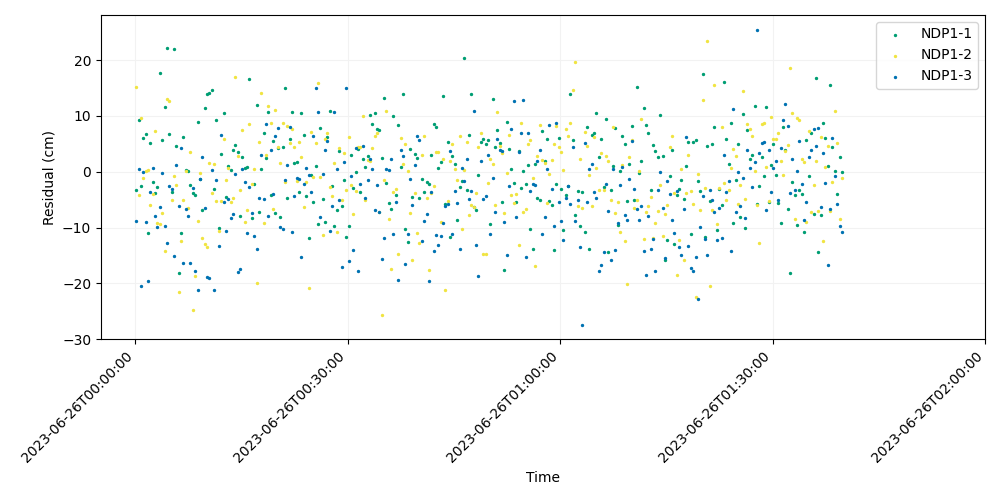 NDP1-1
NDP1-2
NDP1-3
Residual (cm)
20
10
0
−10
−20
−30
2023-06-26T00:00:00
2023-06-26T00:30:00
2023-06-26T01:00:00
2023-06-26T01:30:00
2023-06-26T02:00:00
Time